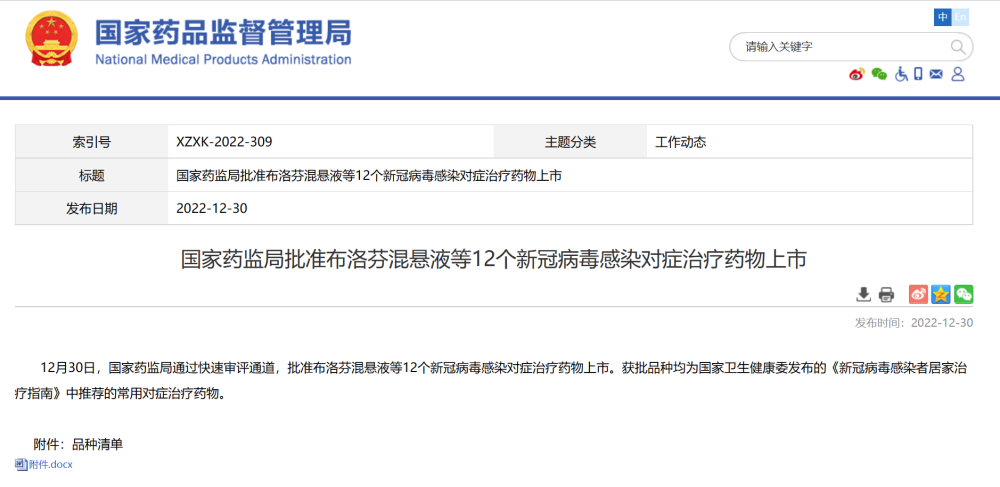 国家药品监督管理局
National Medical Products Administration
中 En
请输入关键字
索引号 XZXK-2022-309 主题分类 工作动态
标题 国家药监局批准布洛芬混悬液等12个新冠病毒感染对症治疗药物上市
发布日期 2022-12-30
国家药监局批准布洛芬混悬液等12个新冠病毒感染对症治疗药物上市
发布时间：2022-12-30
12月30日，国家药监局通过快速审评通道，批准布洛芬混悬液等12个新冠病毒感染对症治疗药物上市。获批品种均为国家卫生健康委发布的《新冠病毒感染者居家治
疗指南》中推荐的常用对症治疗药物。
附件：品种清单
附件.docx